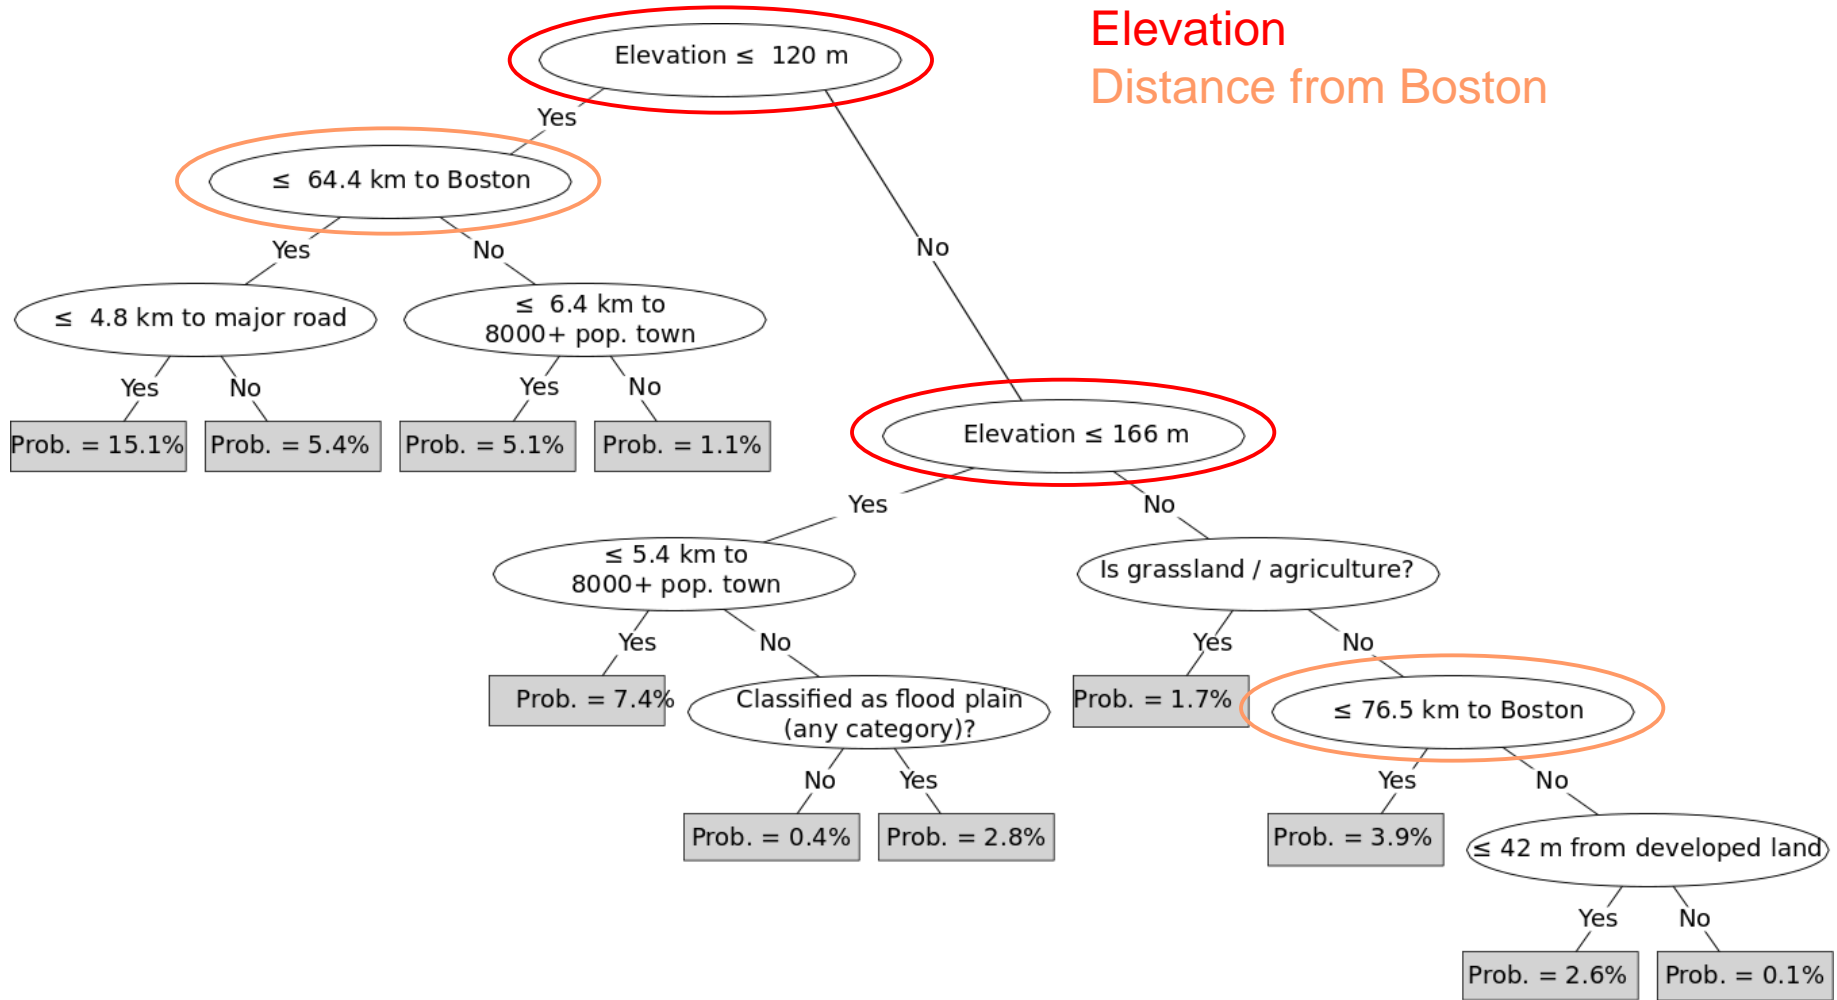 Elevation
Distance from Boston
Elevation ≤ 120 m
Yes
≤ 64.4 km to Boston
No
Yes
No
≤ 4.8 km to major road
≤ 6.4 km to
8000+ pop. town
Yes
No
Yes
No
Prob. = 15.1%
Prob. = 5.4%
Prob. = 5.1%
Prob. = 1.1%
Elevation ≤ 166 m
Yes
No
≤ 5.4 km to
8000+ pop. town
Is grassland / agriculture?
Yes
No
Yes
No
Prob. = 7.4%
Classified as flood plain
(any category)?
Prob. = 1.7%
≤ 76.5 km to Boston
No
Yes
Yes
No
Prob. = 0.4%
Prob. = 2.8%
Prob. = 3.9%
≤ 42 m from developed land
Yes
No
Prob. = 2.6%
Prob. = 0.1%